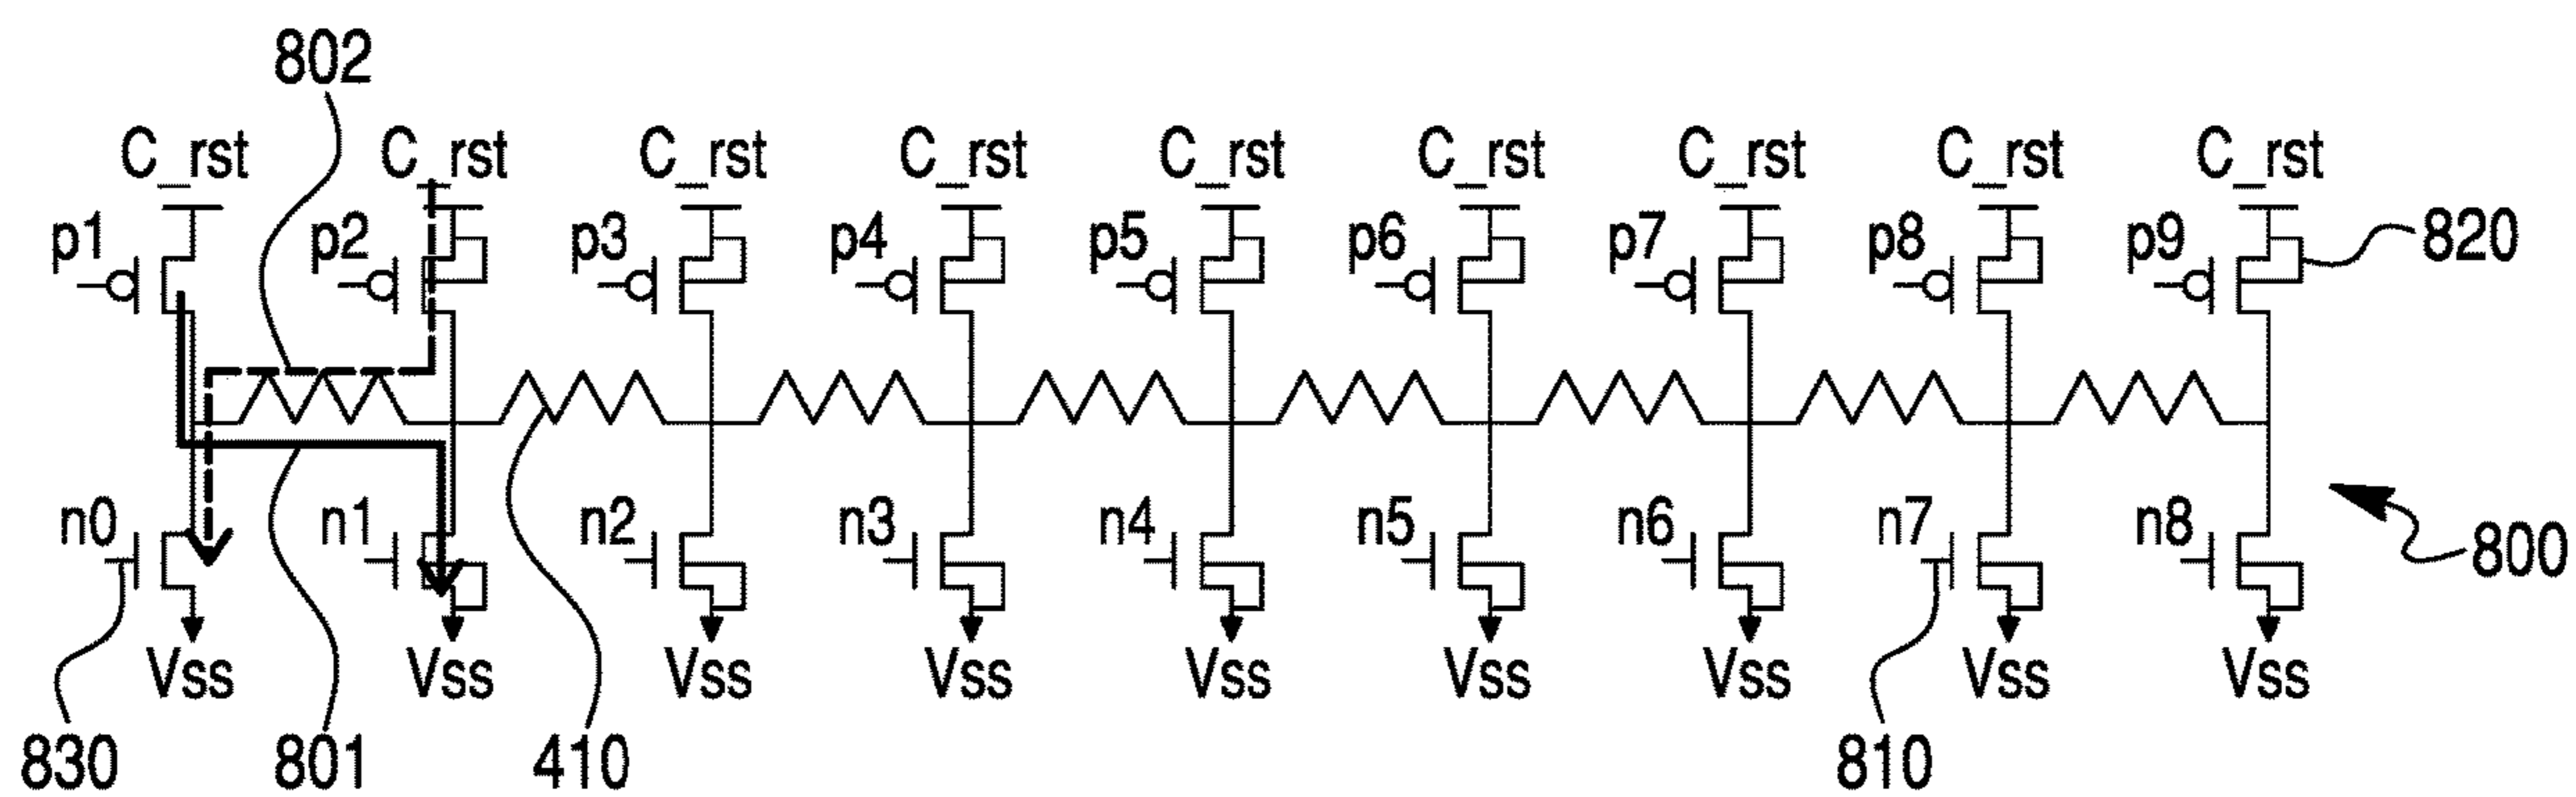 802
C_rst C_rst C_rst C_rst C_rst C_rst C_rst C_rst C_rst
p1 p2 p3 p4 p5 p6 p7 p8 p9 820
n0 n1 n2 n3 n4 n5 n6 n7 n8 800
Vss Vss Vss Vss Vss Vss Vss Vss Vss
830 801 410 810